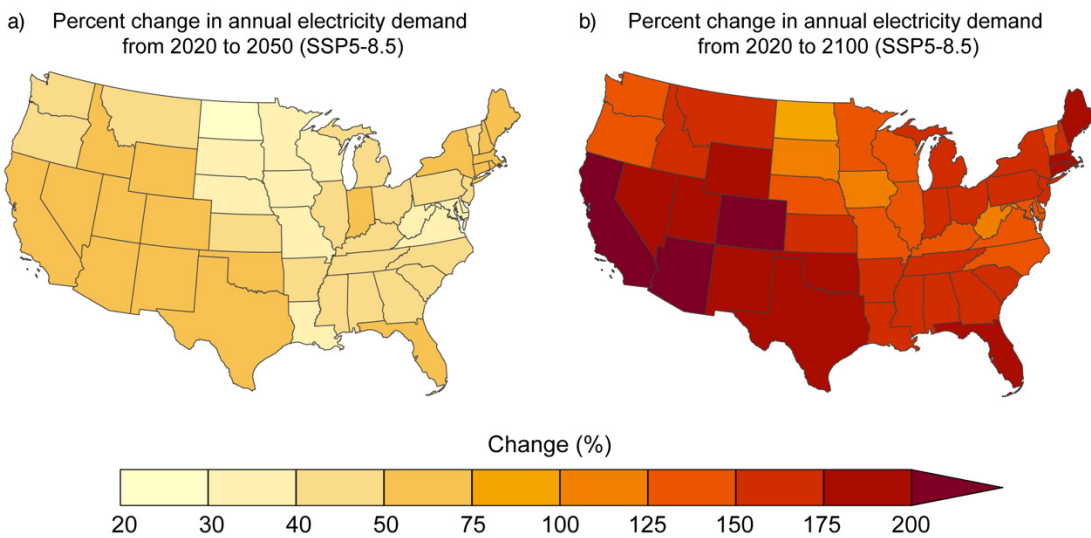 a) Percent change in annual electricity demand
from 2020 to 2050 (SSP5-8.5)
b) Percent change in annual electricity demand
from 2020 to 2100 (SSP5-8.5)
Change (%)
20 30 40 50 75 100 125 150 175 200